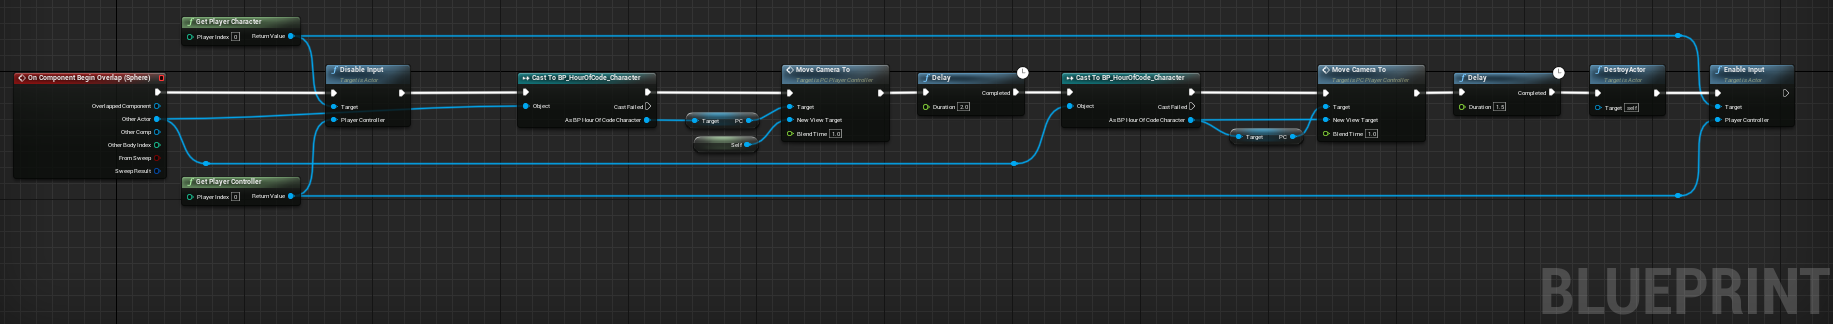 Get Player Character
Player Index 0 Return Value
On Component Begin Overlap (Sphere)
Overlapped Component
Other Actor
Other Comp
Other Body Index
From Sweep
Sweep Result
Get Player Controller
Player Index 0 Return Value
Disable Input
Target is Actor
Target
Player Controller
Cast To BP_HourOfCode_Character
Object Cast Failed
As BP Hour Of Code Character
Target PC
Self
Move Camera To
Target is PC Player Controller
Target
New View Target
Blend Time 1.0
Delay
Completed
Duration 2.0
Cast To BP_HourOfCode_Character
Object Cast Failed
As BP Hour Of Code Character
Target PC
Move Camera To
Target is PC Player Controller
Target
New View Target
Blend Time 1.0
Delay
Completed
Duration 1.5
DestroyActor
Target is Actor
Target self
Enable Input
Target is Actor
Target
Player Controller
BLUEPRINT